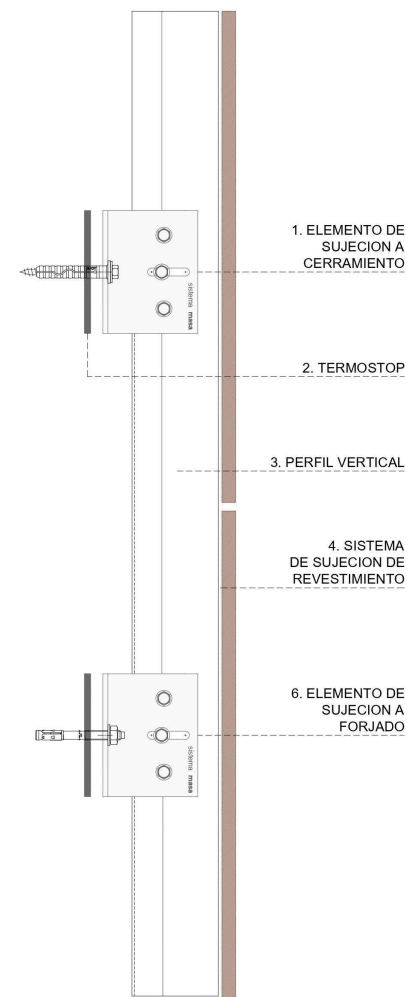 1. ELEMENTO DE
SUJECION A
CERRAMIENTO
sistema masa
2. TERMOSTOP
3. PERFIL VERTICAL
4. SISTEMA
DE SUJECION DE
REVESTIMIENTO
6. ELEMENTO DE
SUJECION A
FORJADO
sistema masa